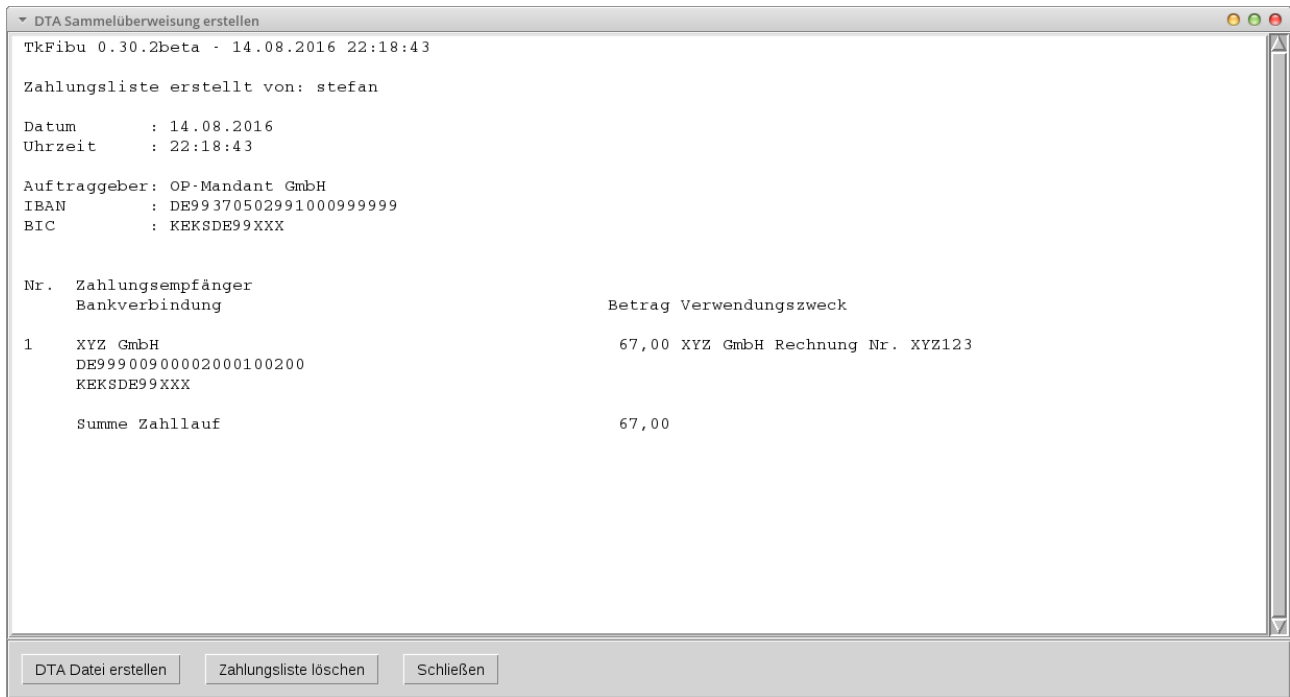 DTA Sammelüberweisung erstellen
TkFibu 0.30.2beta - 14.08.2016 22:18:43
Zahlungsliste erstellt von: stefan
Datum : 14.08.2016
Uhrzeit : 22:18:43
Auftraggeber: OP-Mandant GmbH
IBAN : DE99370502991000999999
BIC : KEKSDE99XXX
Nr. Zahlungsempfänger
Bankverbindung Betrag Verwendungszweck
1 XYZ GmbH 67,00 XYZ GmbH Rechnung Nr. XYZ123
DE99900900002000100200
KEKSDE99XXX
Summe Zahllauf 67,00
DTA Datei erstellen Zahlungsliste löschen Schließen